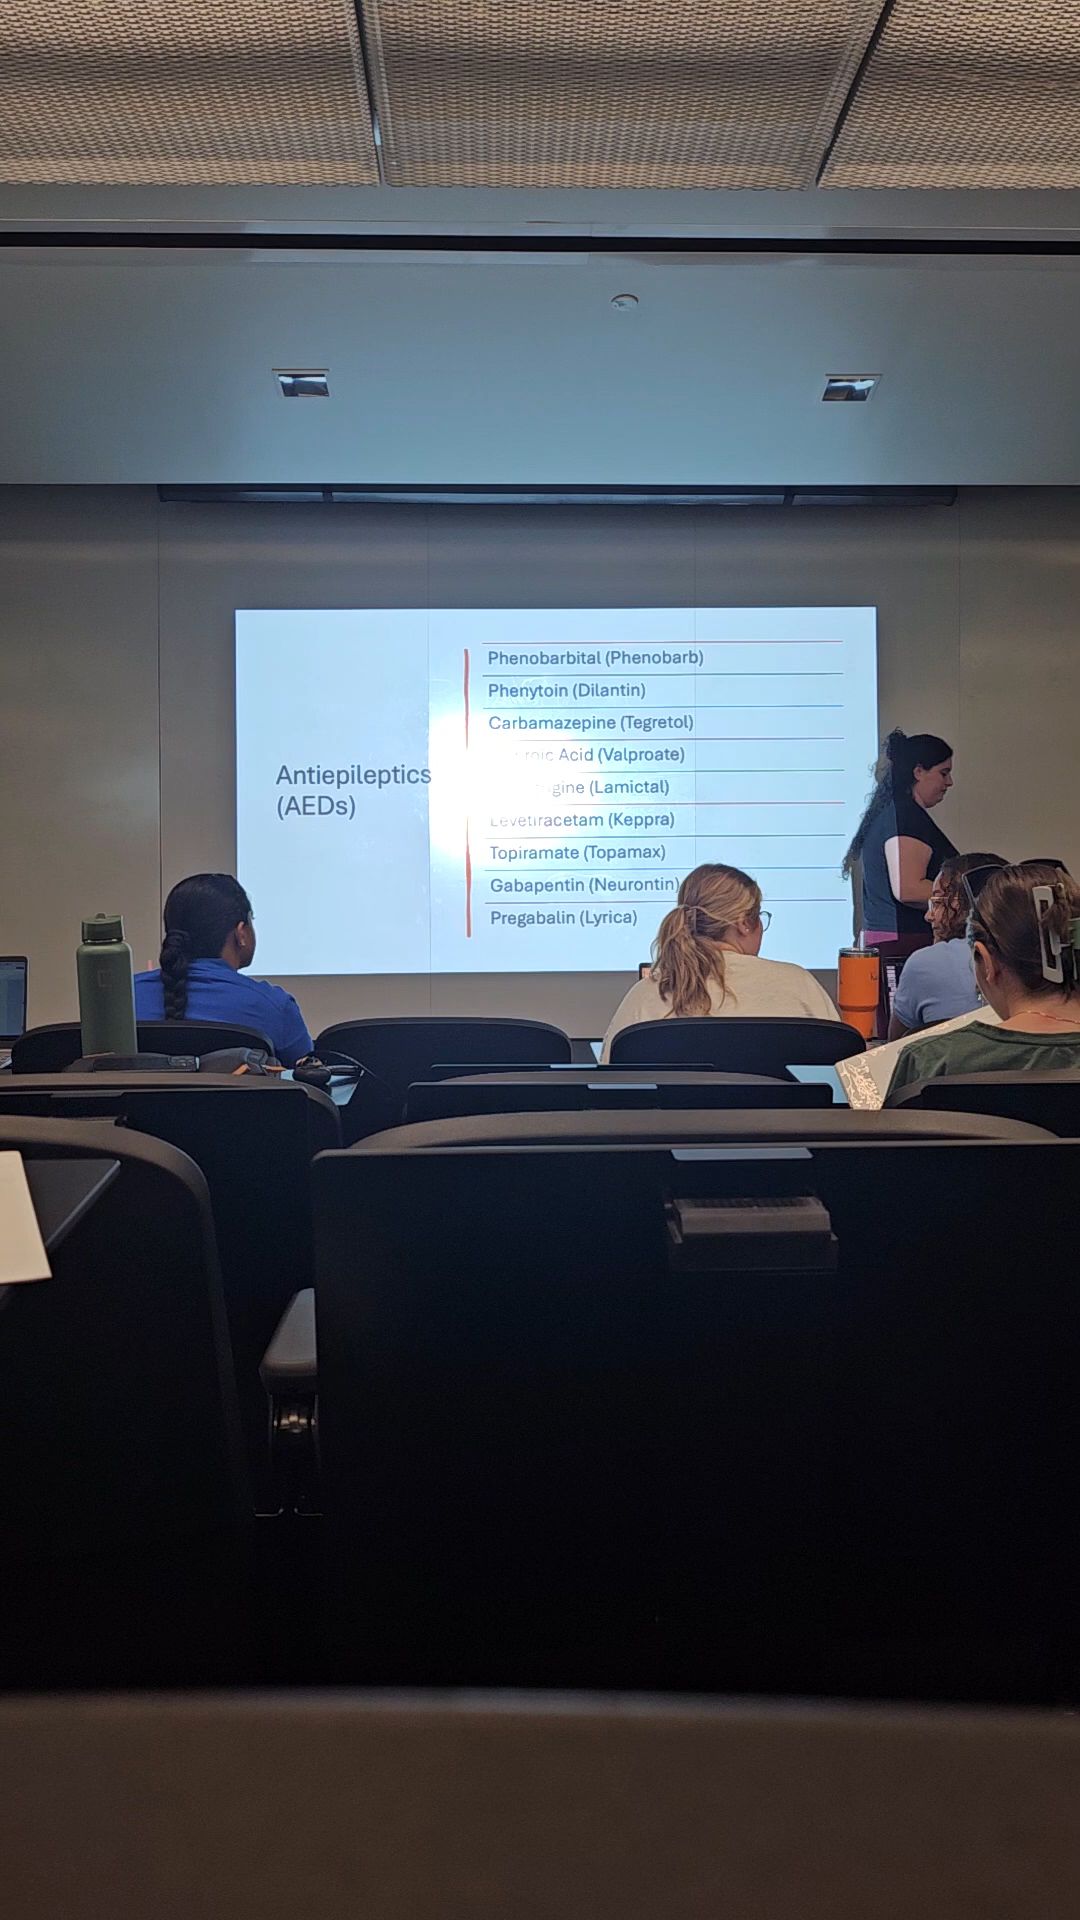 Antiepileptics
(AEDs)
Phenobarbital (Phenobarb)
Phenytoin (Dilantin)
Carbamazepine (Tegretol)
Acid (Valproate)
(Lamictal)
Levetiracetam (Keppra)
Topiramate (Topamax)
Gabapentin (Neurontin)
Pregabalin (Lyrica)